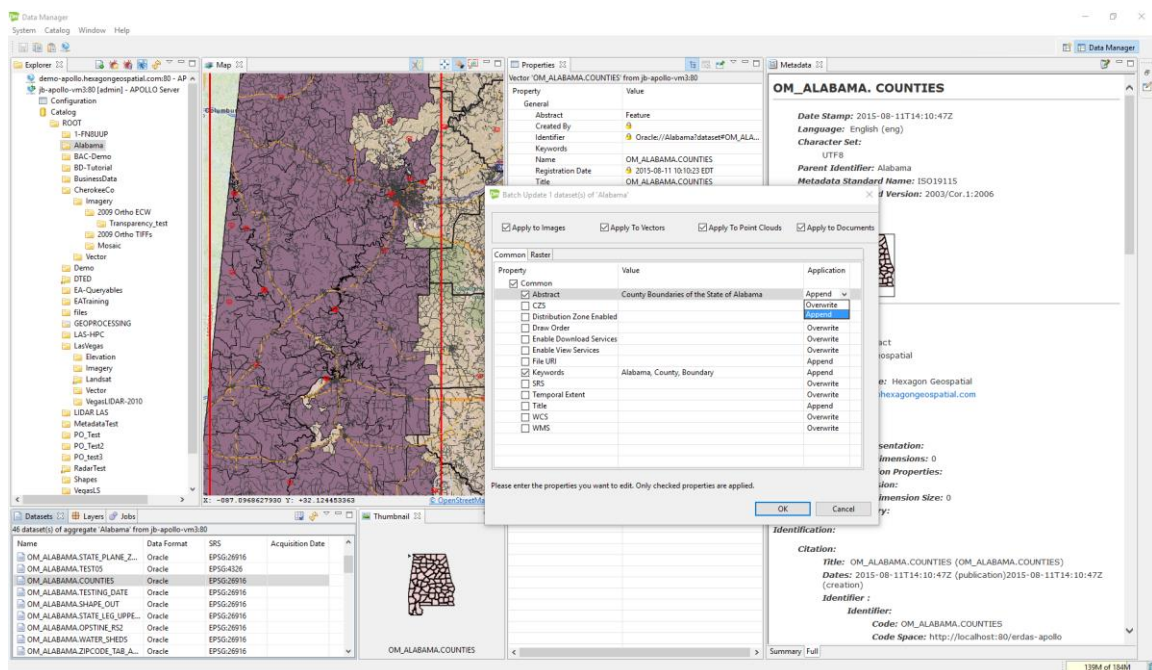 Data Manager
System Catalog Window Help
Data Manager
Explorer
demo-apollo.hexagongeospatial.com:80 - AP
jb-apollo-vm3:80 [admin] - APOLLO Server
Configuration
Catalog
ROOT
1-FN8UUP
Alabama
BAC-Demo
BD-Tutorial
BusinessData
CherokeeCo
Imagery
2009 Ortho ECW
Transparency_test
2009 Ortho TIFFs
Mosaic
Vector
Demo
DTED
EA-Queryables
EATraining
files
GEOPROCESSING
LAS-HPC
LasVegas
Elevation
Imagery
Landsat
Vector
VegasLIDAR-2010
LIDAR LAS
MetadataTest
PO_Test
PO_Test2
PO_test3
RadarTest
Shapes
VegasLS
Map
X: -087.0968627930 Y: +32.124453363
© OpenStreetMa
Properties
Vector 'OM_ALABAMA.COUNTIES' from jb-apollo-vm3:80
Property Value
General
Abstract Feature
Created By
Identifier Oracle://Alabama?dataset#OM_ALA...
Keywords
Name OM_ALABAMA.COUNTIES
Registration Date 2015-08-11 10:10:23 EDT
Title OM_ALABAMA.COUNTIES
Metadata
OM_ALABAMA. COUNTIES
Date Stamp: 2015-08-11T14:10:47Z
Language: English (eng)
Character Set:
UTF8
Parent Identifier: Alabama
Metadata Standard Name: ISO19115
d Version: 2003/Cor.1:2006
act
ospatial
e: Hexagon Geospatial
hexagongeospatial.com
sentation:
imensions: 0
on Properties:
sion:
imension Size: 0
ry:
Identification:
Citation:
Title: OM_ALABAMA.COUNTIES (OM_ALABAMA.COUNTIES)
Dates: 2015-08-11T14:10:47Z (publication)2015-08-11T14:10:47Z
(creation)
Identifier :
Identifier:
Code: OM_ALABAMA.COUNTIES
Code Space: http://localhost:80/erdas-apollo
Summary Full
Batch Update 1 dataset(s) of 'Alabama'
Apply to Images Apply To Vectors Apply To Point Clouds Apply to Documents
Common Raster
Property Value Application
Common
Abstract County Boundaries of the State of Alabama Append
CZS Overwrite
Distribution Zone Enabled Append
Draw Order Overwrite
Enable Download Services Overwrite
Enable View Services Overwrite
File URI Append
Keywords Alabama, County, Boundary Append
SRS Overwrite
Temporal Extent Overwrite
Title Append
WCS Overwrite
WMS Overwrite
Please enter the properties you want to edit. Only checked properties are applied.
OK Cancel
Datasets Layers Jobs
46 dataset(s) of aggregate 'Alabama' from jb-apollo-vm3:80
Name Data Format SRS Acquisition Date
OM_ALABAMA.STATE_PLANE_Z... Oracle EPSG:26916
OM_ALABAMA.TEST05 Oracle EPSG:4326
OM_ALABAMA.COUNTIES Oracle EPSG:26916
OM_ALABAMA.TESTING_DATE Oracle EPSG:26916
OM_ALABAMA.SHAPE_OUT Oracle EPSG:26916
OM_ALABAMA.STATE_LEG_UPPE... Oracle EPSG:26916
OM_ALABAMA.OPSTINE_RS2 Oracle EPSG:26916
OM_ALABAMA.WATER_SHEDS Oracle EPSG:26916
OM_ALABAMA.ZIPCODE_TAB_A... Oracle EPSG:26916
Thumbnail
OM_ALABAMA.COUNTIES
139M of 184M